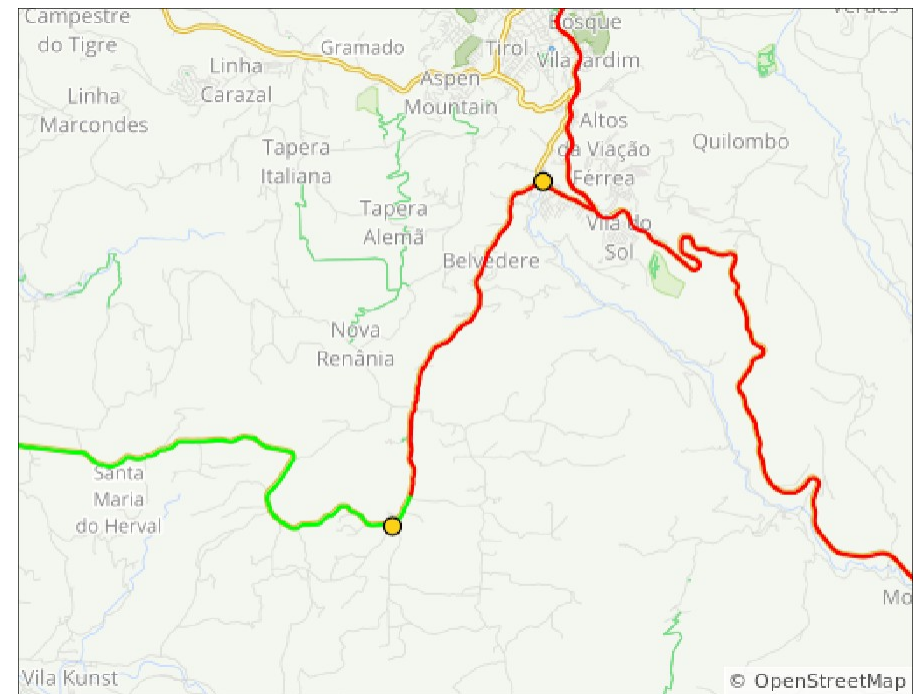 Campestre
do Tigre
Gramado
Linha
Carazal
Linha
Marcondes
Tirol
Bosque
Vila Jardim
Aspen
Mountain
Altos
da Viação
Férrea
Quilombo
Tapera
Italiana
Tapera
Alemã
Vila do
Sol
Belvedere
Nova
Renânia
Santa
Maria
do Herval
Mo
Vila Kunst
© OpenStreetMap